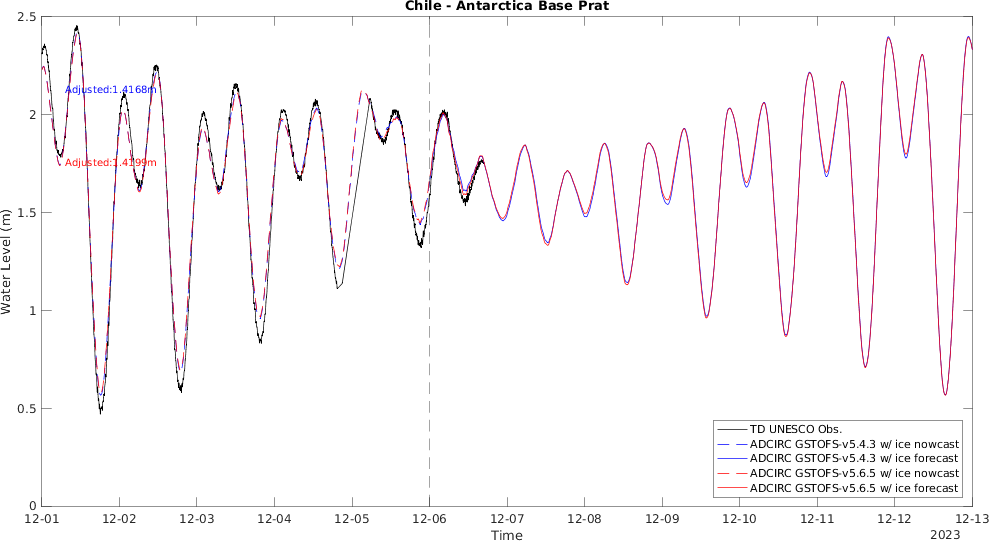 Chile - Antarctica Base Prat
2.5
2
1.5
1
0.5
0
Water Level (m)
Adjusted:1.4168m
Adjusted:1.4199m
TD UNESCO Obs.
ADCIRC GSTOFS-v5.4.3 w/ ice nowcast
ADCIRC GSTOFS-v5.4.3 w/ ice forecast
ADCIRC GSTOFS-v5.6.5 w/ ice nowcast
ADCIRC GSTOFS-v5.6.5 w/ ice forecast
12-01 12-02 12-03 12-04 12-05 12-06 12-07 12-08 12-09 12-10 12-11 12-12 12-13
Time
2023